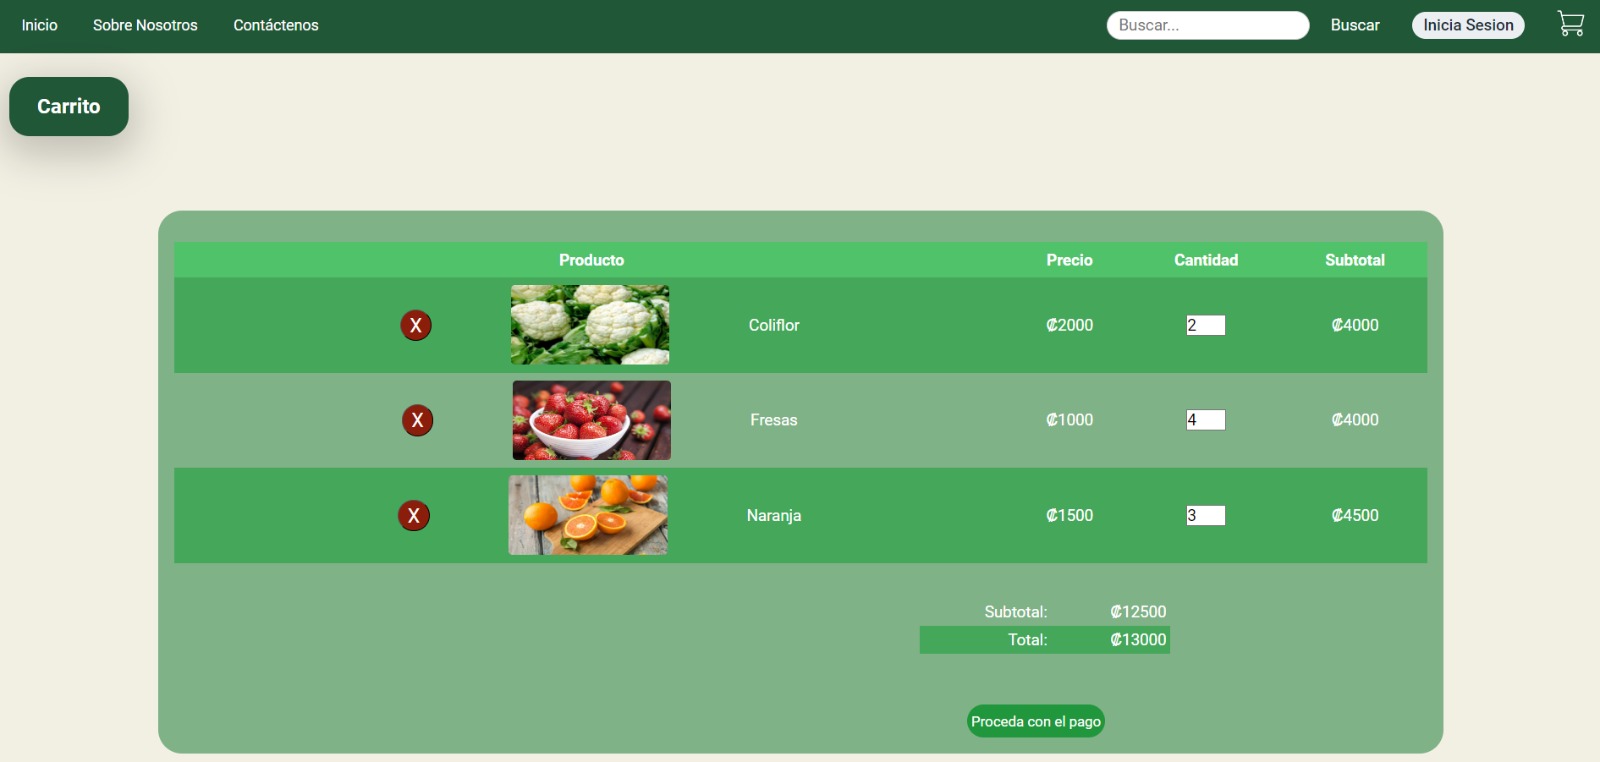 Inicio Sobre Nosotros Contáctenos Buscar... Buscar Inicia Sesion
Carrito
Producto Precio Cantidad Subtotal
X Coliflor ₡2000 2 ₡4000
X Fresas ₡1000 4 ₡4000
X Naranja ₡1500 3 ₡4500
Subtotal: ₡12500
Total: ₡13000
Proceda con el pago